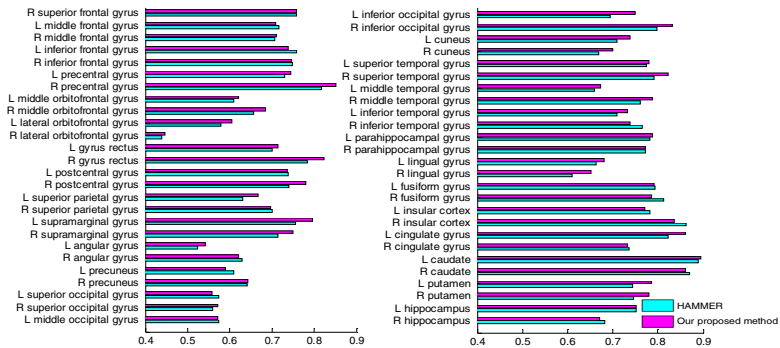 R superior frontal gyrus
L middle frontal gyrus
R middle frontal gyrus
L inferior frontal gyrus
R inferior frontal gyrus
L precentral gyrus
R precentral gyrus
L middle orbitofrontal gyrus
R middle orbitofrontal gyrus
L lateral orbitofrontal gyrus
R lateral orbitofrontal gyrus
L gyrus rectus
R gyrus rectus
L postcentral gyrus
R postcentral gyrus
L superior parietal gyrus
R superior parietal gyrus
L supramarginal gyrus
R supramarginal gyrus
L angular gyrus
R angular gyrus
L precuneus
R precuneus
L superior occipital gyrus
R superior occipital gyrus
L middle occipital gyrus
0.4 0.5 0.6 0.7 0.8 0.9
L inferior occipital gyrus
R inferior occipital gyrus
L cuneus
R cuneus
L superior temporal gyrus
R superior temporal gyrus
L middle temporal gyrus
R middle temporal gyrus
L inferior temporal gyrus
R inferior temporal gyrus
L parahippocampal gyrus
R parahippocampal gyrus
L lingual gyrus
R lingual gyrus
L fusiform gyrus
R fusiform gyrus
L insular cortex
R insular cortex
L cingulate gyrus
R cingulate gyrus
L caudate
R caudate
L putamen
R putamen
L hippocampus
R hippocampus
HAMMER
Our proposed method
0.4 0.5 0.6 0.7 0.8 0.9